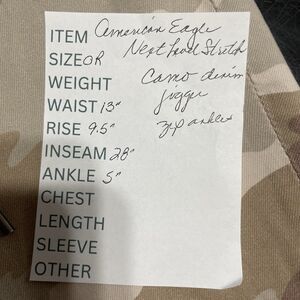 ITEM American Eagle
Next Level Stretch
SIZE 0R
WEIGHT Camo denim
WAIST 13" jigger
RISE 9.5" zip ankles
INSEAM 28"
ANKLE 5"
CHEST
LENGTH
SLEEVE
OTHER